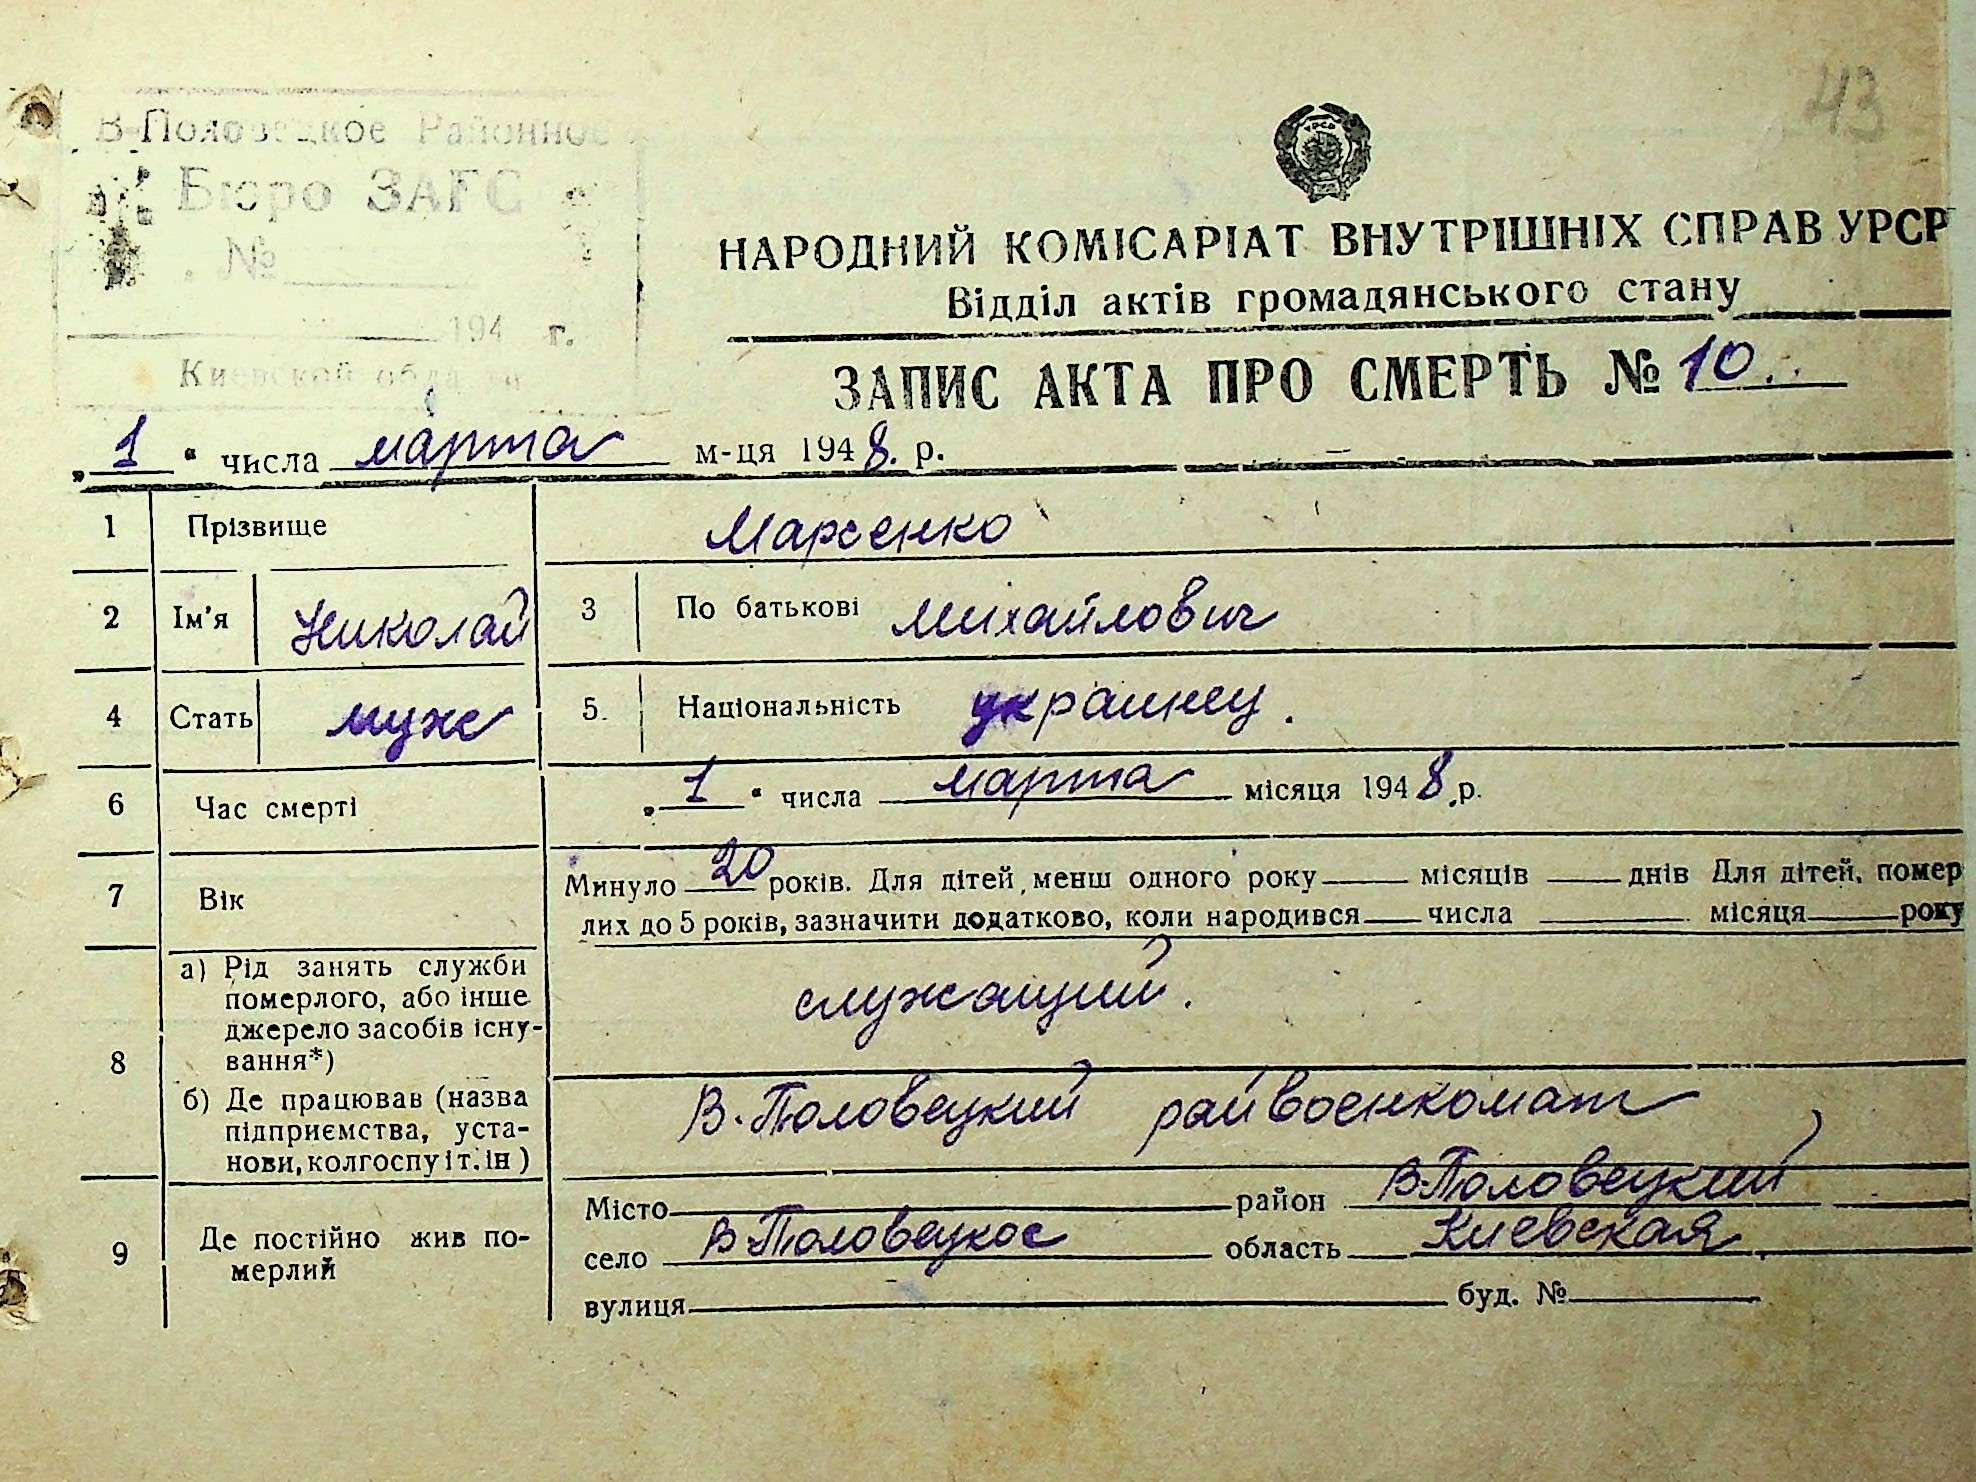 43
В-Половецкое Районное
Бюро ЗАГС
№
194 г.
Киевской области
НАРОДНИЙ КОМІСАРІАТ ВНУТРІШНІХ СПРАВ УРСР
Відділ актів громадянського стану
ЗАПИС АКТА ПРО СМЕРТЬ № 10.
„1“ числа марта м-ця 1948. р.
1 Прізвище Марсенко
2 Ім'я Николай 3 По батькові Михайлович
4 Стать муж 5. Національність украинец.
6 Час смерті „1“ числа марта місяця 1948.р.
7 Вік Минуло 20 років. Для дітей, менш одного року місяців днів Для дітей, помер
лих до 5 років, зазначити додатково, коли народився числа місяця року
8 а) Рід занять служби
померлого, або інше
джерело засобів існу-
вання*) служащий.
б) Де працював (назва
підприємства, уста-
нови, колгоспу і т. ін) В-Половецкий райвоенкомат
9 Де постійно жив по-
мерлий
Місто район В-Половецкий
село В-Половецкое область Киевская
вулиця буд. №